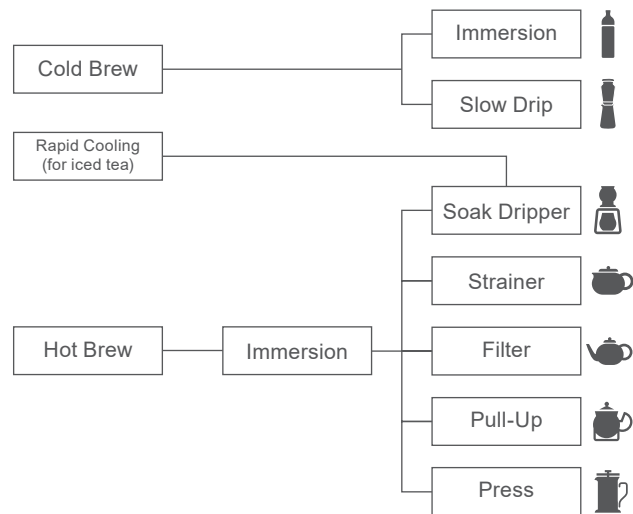 Immersion
Cold Brew
Slow Drip
Rapid Cooling
(for iced tea)
Soak Dripper
Strainer
Hot Brew
Immersion
Filter
Pull-Up
Press